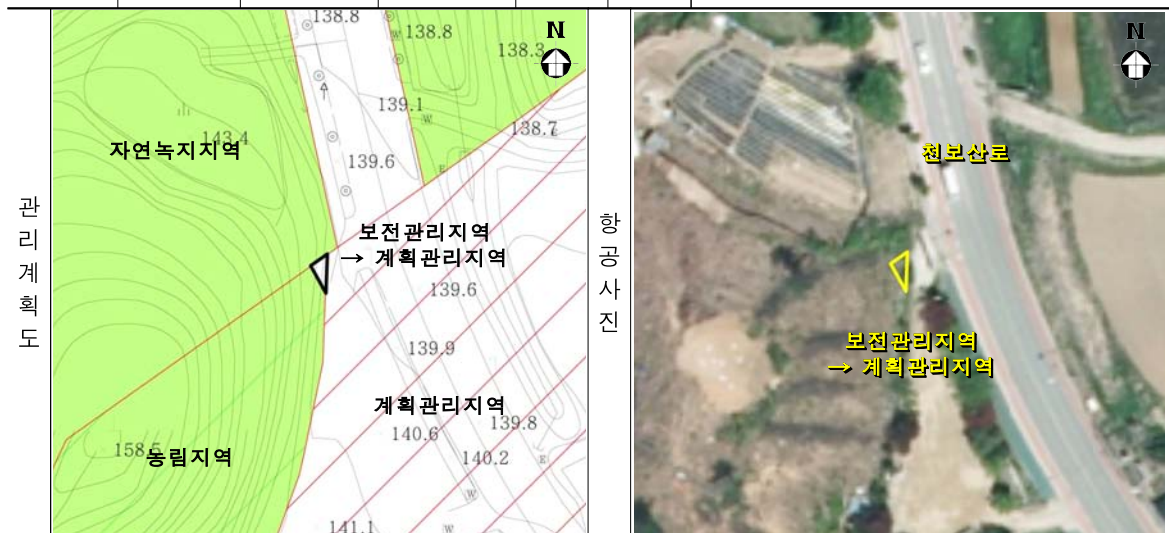 관리계획도
138.8
138.8
138.3
N
139.1
W
W
138.7
E
143.4
자연녹지지역
139.6
E
보전관리지역
→ 계획관리지역
139.6
139.9
계획관리지역
139.8
140.6
158.5
농림지역
140.2
E
W
141.1
W
항공사진
N
천보산로
보전관리지역
→ 계획관리지역